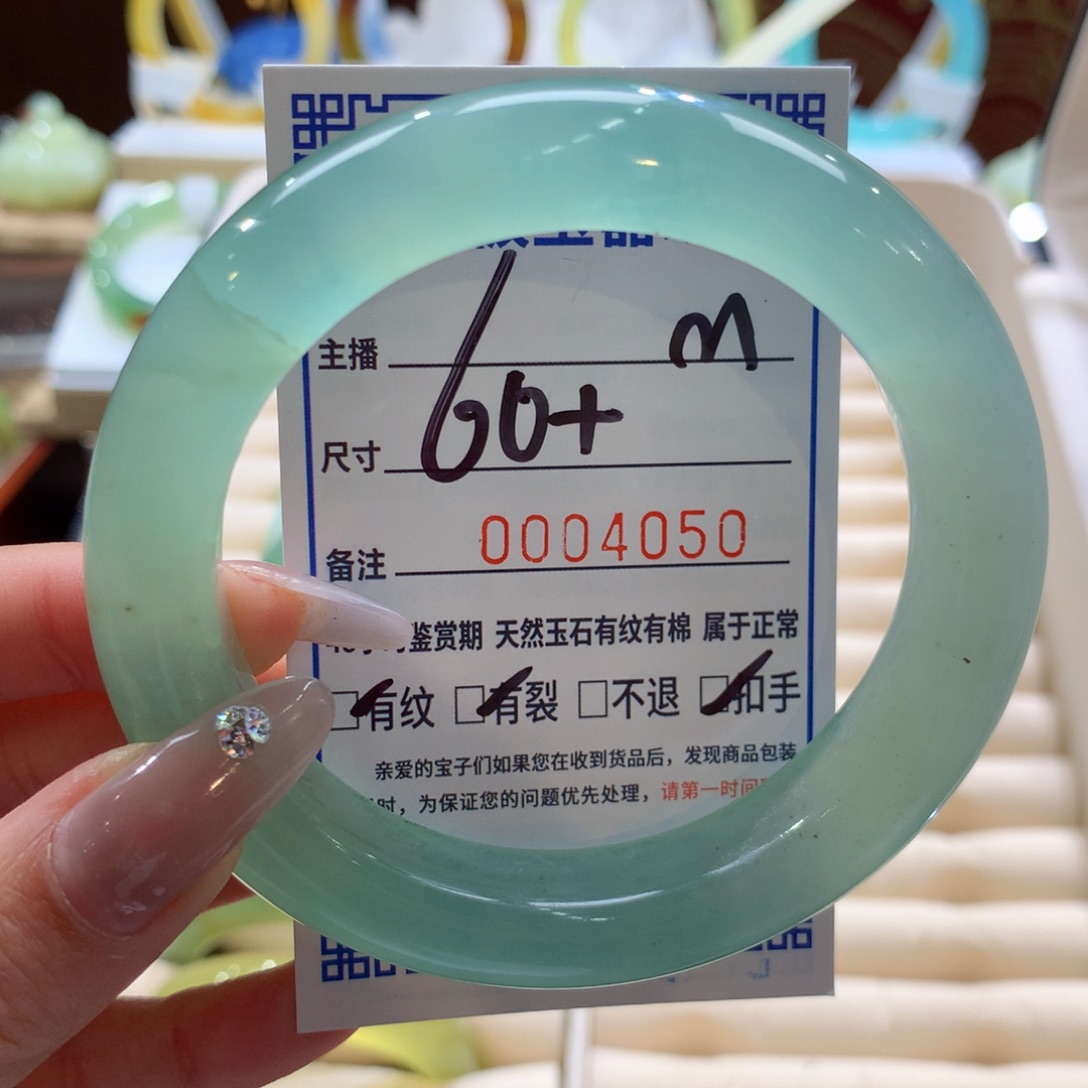 主播 m
尺寸 60+
备注 0004050
鉴赏期 天然玉石有纹有棉 属于正常
□有纹 □有裂 □不退 □扣手
亲爱的宝子们如果您在收到货品后，发现商品包装
时，为保证您的问题优先处理，请第一时间